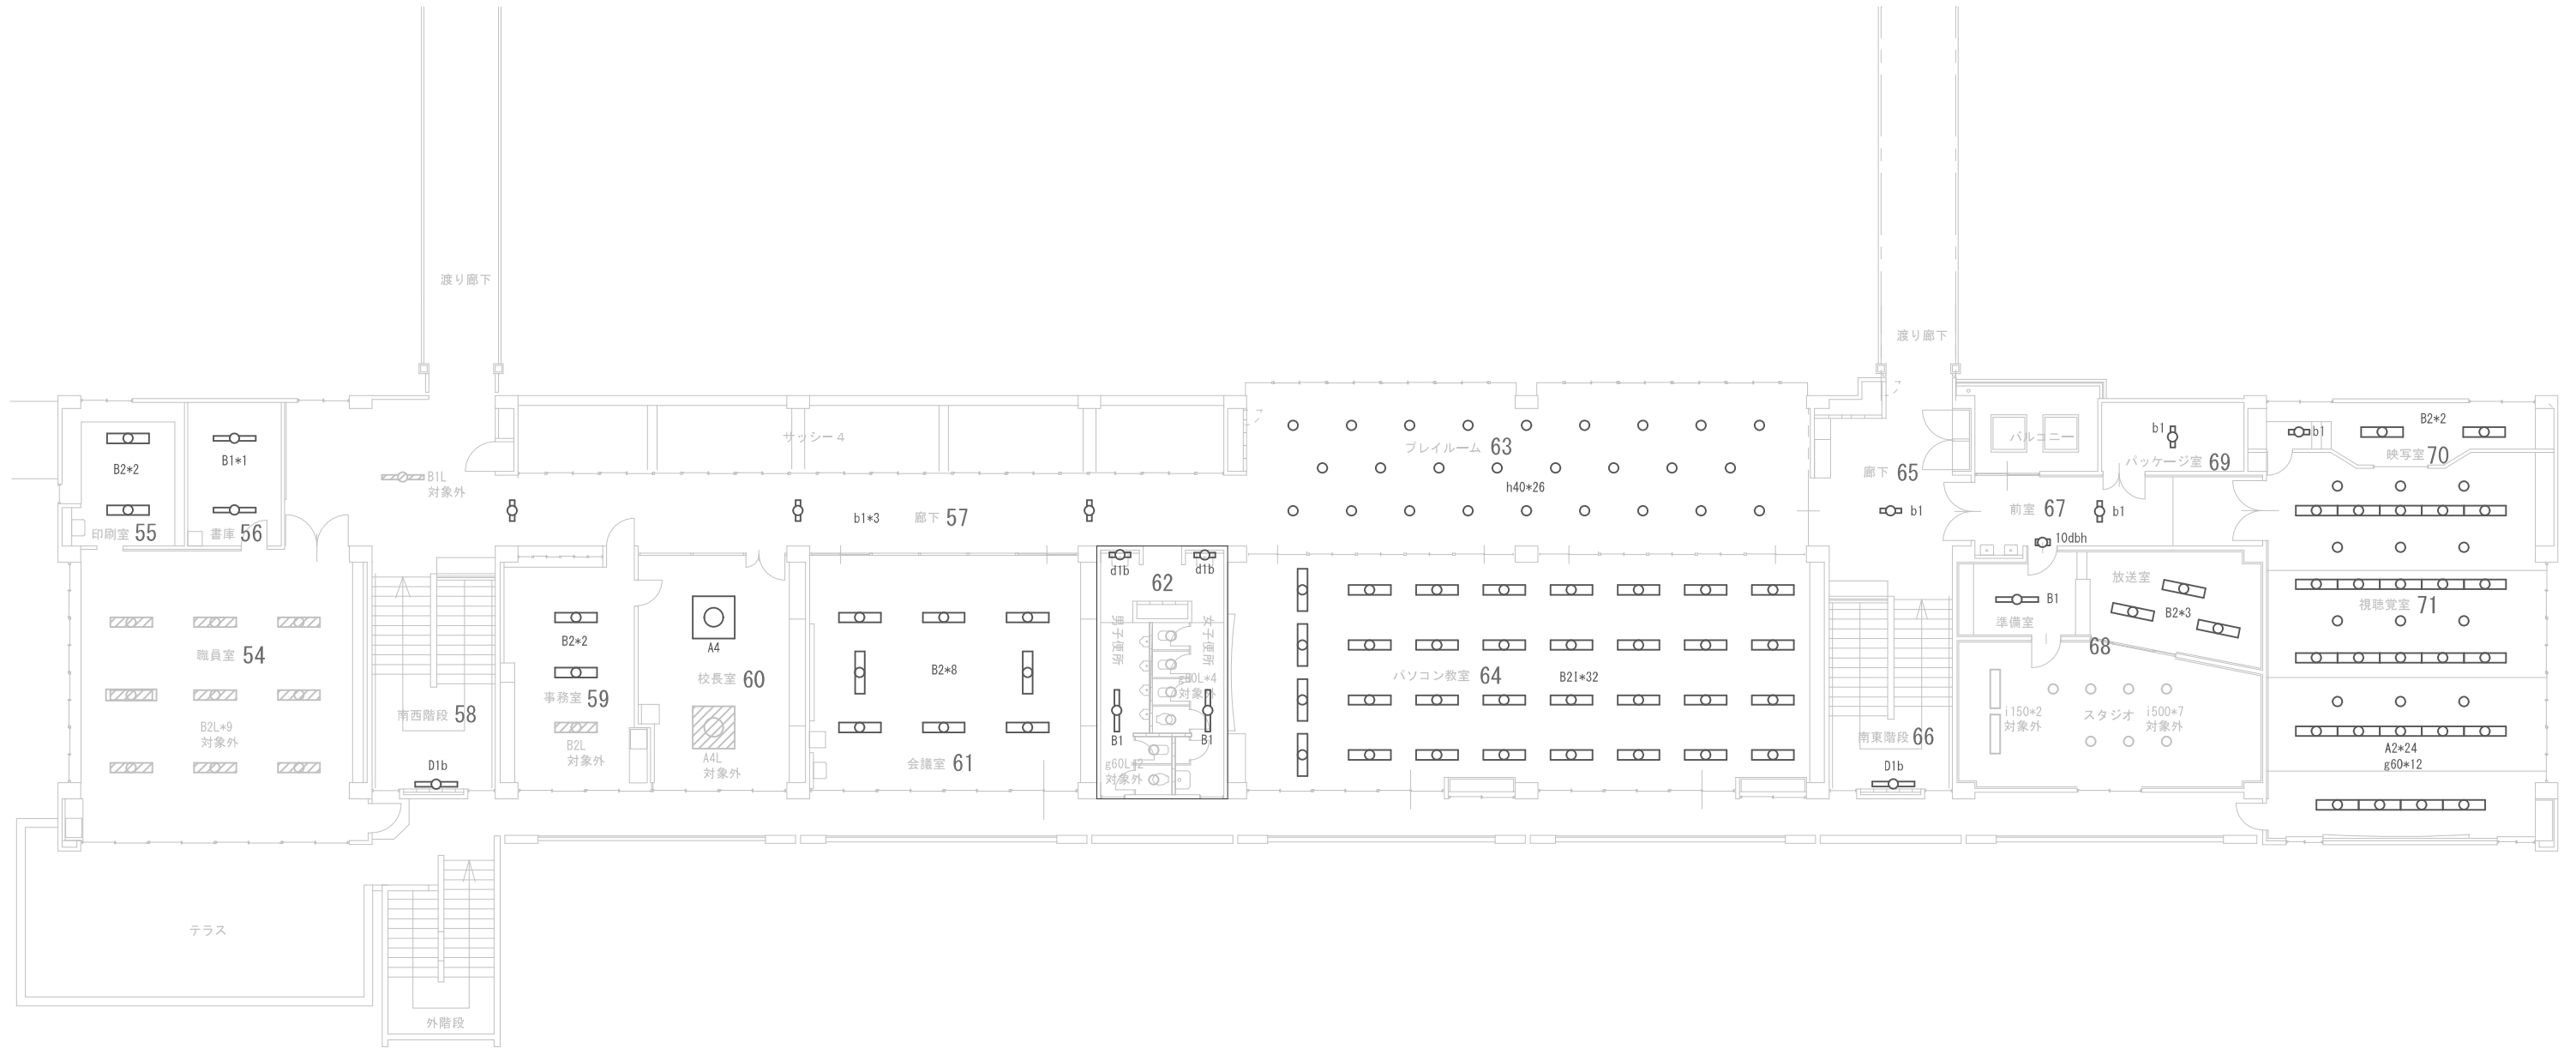 渡り廊下
渡り廊下
B2*2
印刷室 55
B1*1
書庫 56
B1L
対象外
サッシー4
b1*3
廊下 57
プレイルーム 63
h40*26
廊下 65
b1
バルコニー
b1
パッケージ室 69
前室 67
b1
10dbh
b1
B2*2
映写室 70
職員室 54
B2L*9
対象外
南西階段 58
D1b
B2*2
事務室 59
B2L
対象外
A4
校長室 60
A4L
対象外
B2*8
会議室 61
d1b
d1b
62
男子便所
女子便所
g60L*4
対象外
B1
B1
g60L*2
対象外
パソコン教室 64
B2I*32
南東階段 66
D1b
B1
準備室
放送室
B2*3
68
i150*2
対象外
スタジオ
i500*7
対象外
視聴覚室 71
A2*24
g60*12
テラス
外階段